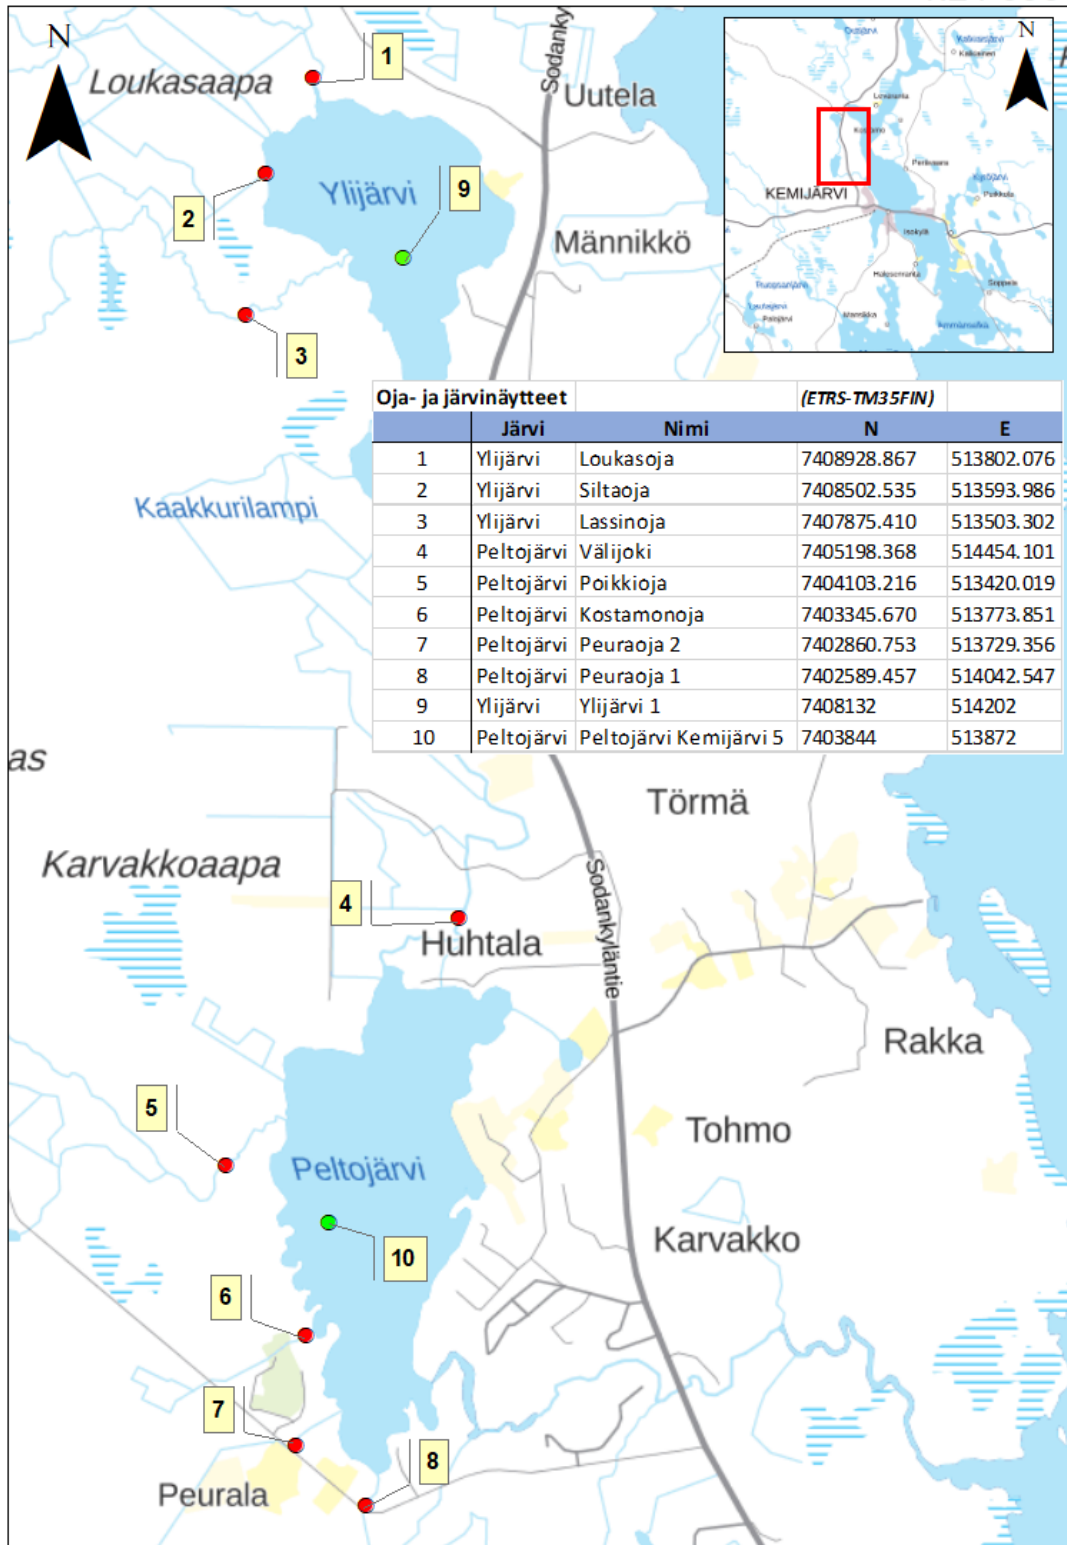 N
Loukasaapa
1
Sodanky
Uutela
2
Ylijärvi
9
Männikkö
3
N
Kostamo
Perävaara
KEMIJÄRVI
Isokylä
Mannikko
Kaakkurilampi
Oja- ja järvinäytteet (ETRS-TM35FIN)
Järvi Nimi N E
1 Ylijärvi Loukasoja 7408928.867 513802.076
2 Ylijärvi Siltaoja 7408502.535 513593.986
3 Ylijärvi Lassinoja 7407875.410 513503.302
4 Peltojärvi Välijoki 7405198.368 514454.101
5 Peltojärvi Poikkioja 7404103.216 513420.019
6 Peltojärvi Kostamonoja 7403345.670 513773.851
7 Peltojärvi Peuraoja 2 7402860.753 513729.356
8 Peltojärvi Peuraoja 1 7402589.457 514042.547
9 Ylijärvi Ylijärvi 1 7408132 514202
10 Peltojärvi Peltojärvi Kemijärvi 5 7403844 513872
as
Törmä
Karvakkoaapa
4
Huhtala
Sodankyläntie
Rakka
5
Tohmo
Peltojärvi
10
Karvakko
6
7
8
Peurala